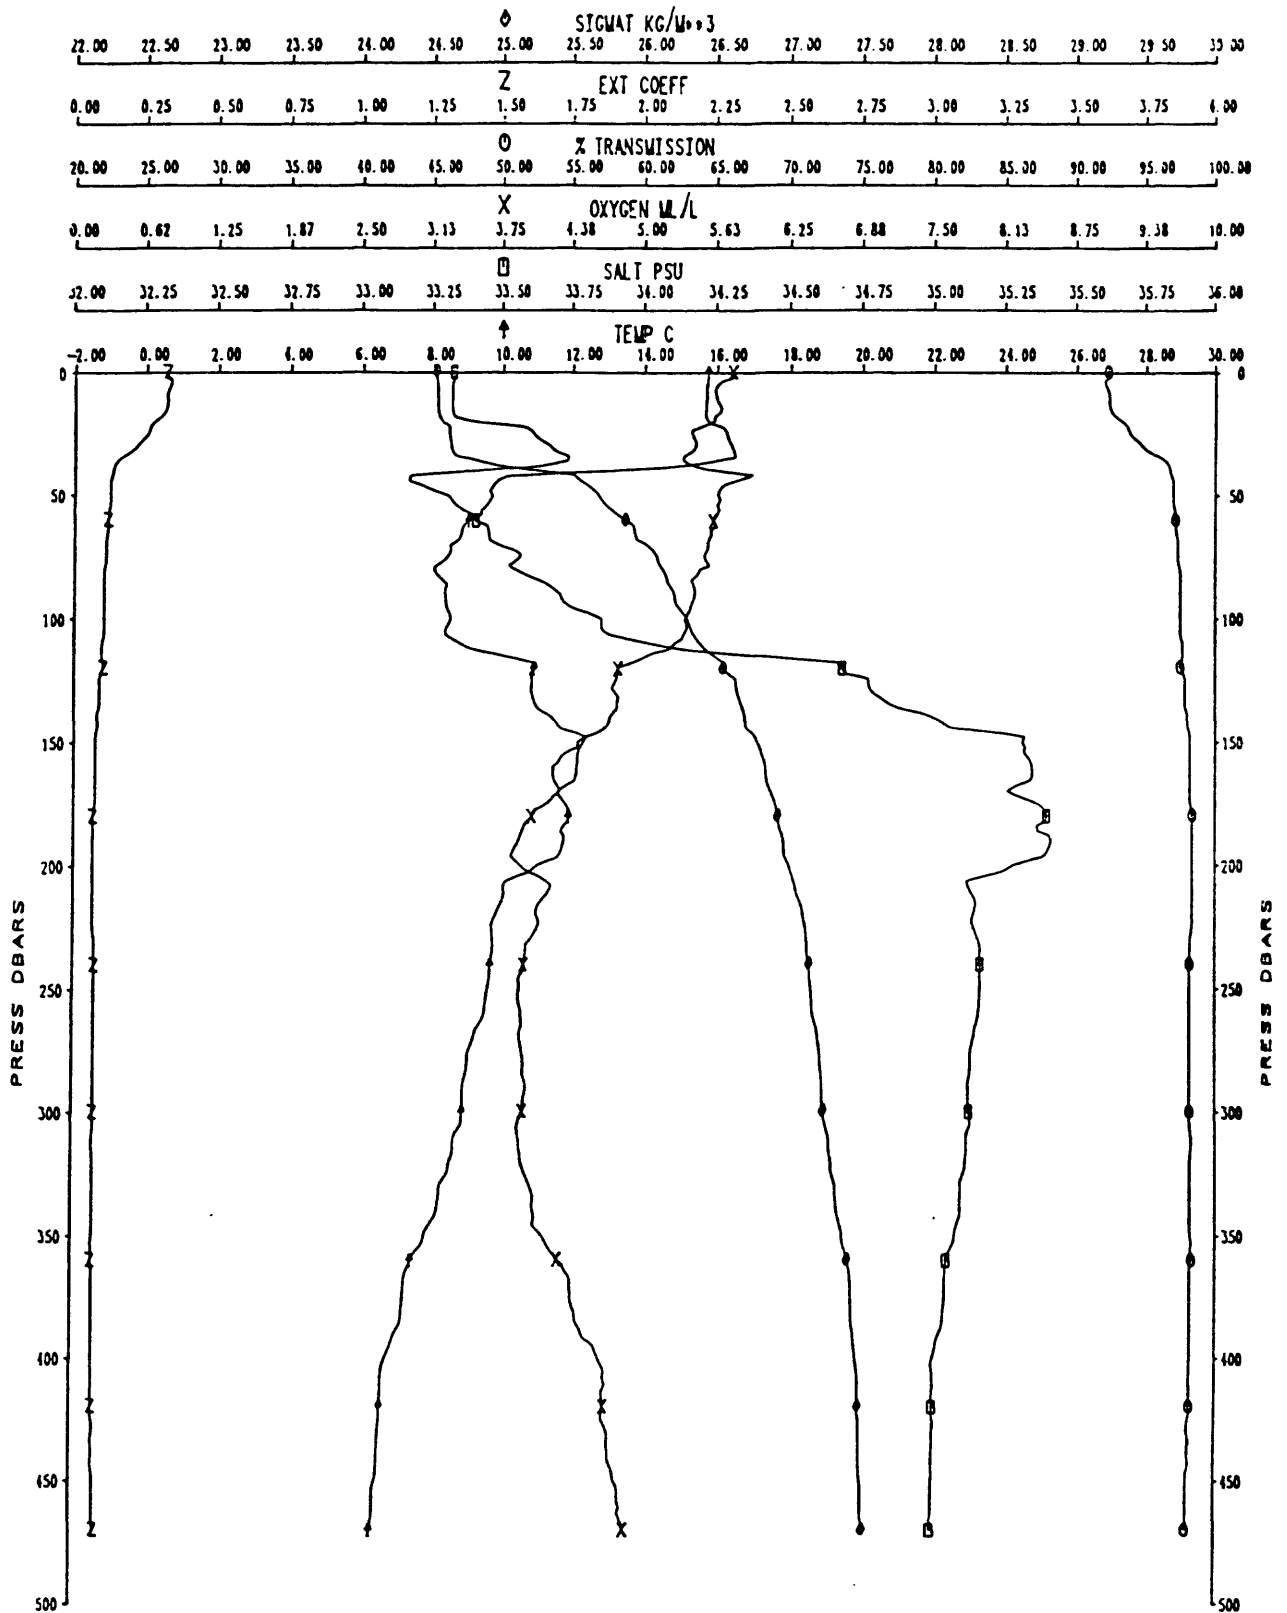 SIGMAT KG/M**3
22.00 22.50 23.00 23.50 24.00 24.50 25.00 25.50 26.00 26.50 27.00 27.50 28.00 28.50 29.00 29.50
Z EXT COEFF
0.00 0.25 0.50 0.75 1.00 1.25 1.50 1.75 2.00 2.25 2.50 2.75 3.00 3.25 3.50 3.75 4.00
% TRANSMISSION
20.00 25.00 30.00 35.00 40.00 45.00 50.00 55.00 60.00 65.00 70.00 75.00 80.00 85.00 90.00 95.00 100.00
X OXYGEN ML/L
0.00 0.62 1.25 1.87 2.50 3.13 3.75 4.38 5.00 5.63 6.25 6.88 7.50 8.13 8.75 9.38 10.00
SALT PSU
32.00 32.25 32.50 32.75 33.00 33.25 33.50 33.75 34.00 34.25 34.50 34.75 35.00 35.25 35.50 35.75 36.00
TEMP C
-2.00 0.00 2.00 4.00 6.00 8.00 10.00 12.00 14.00 16.00 18.00 20.00 22.00 24.00 26.00 28.00 30.00
0 0
50 50
100 100
150 150
200 200
PRESS DBARS PRESS DBARS
250 250
300 300
350 350
400 400
450 450
500 500